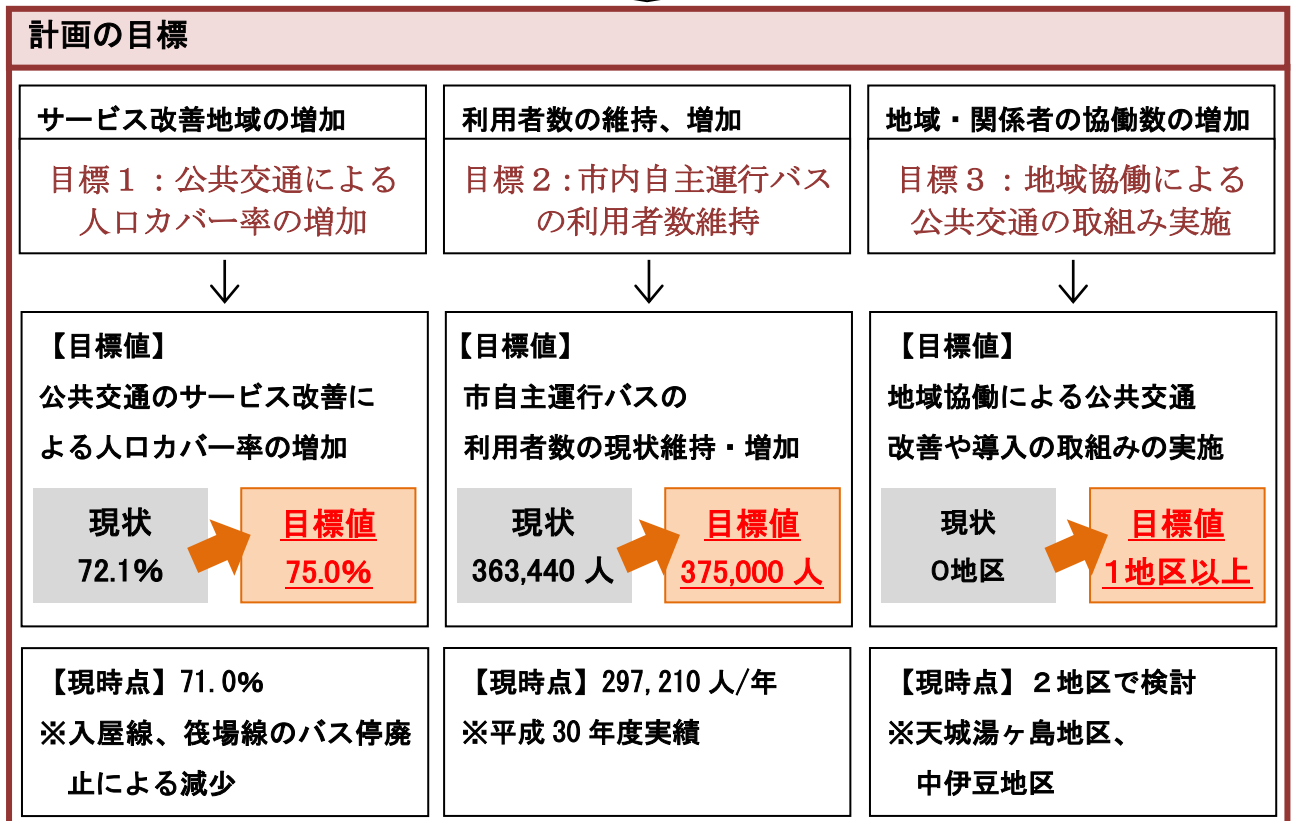 計画の目標
サービス改善地域の増加
目標１：公共交通による
人口カバー率の増加
【目標値】
公共交通のサービス改善に
よる人口カバー率の増加
現状
72.1%
目標値
75.0%
【現時点】71.0%
※入屋線、筏場線のバス停廃
止による減少
利用者数の維持、増加
目標２：市内自主運行バス
の利用者数維持
【目標値】
市自主運行バスの
利用者数の現状維持・増加
現状
363,440 人
目標値
375,000 人
【現時点】297,210 人/年
※平成 30 年度実績
地域・関係者の協働数の増加
目標３：地域協働による
公共交通の取組み実施
【目標値】
地域協働による公共交通
改善や導入の取組みの実施
現状
0地区
目標値
1地区以上
【現時点】２地区で検討
※天城湯ヶ島地区、
中伊豆地区